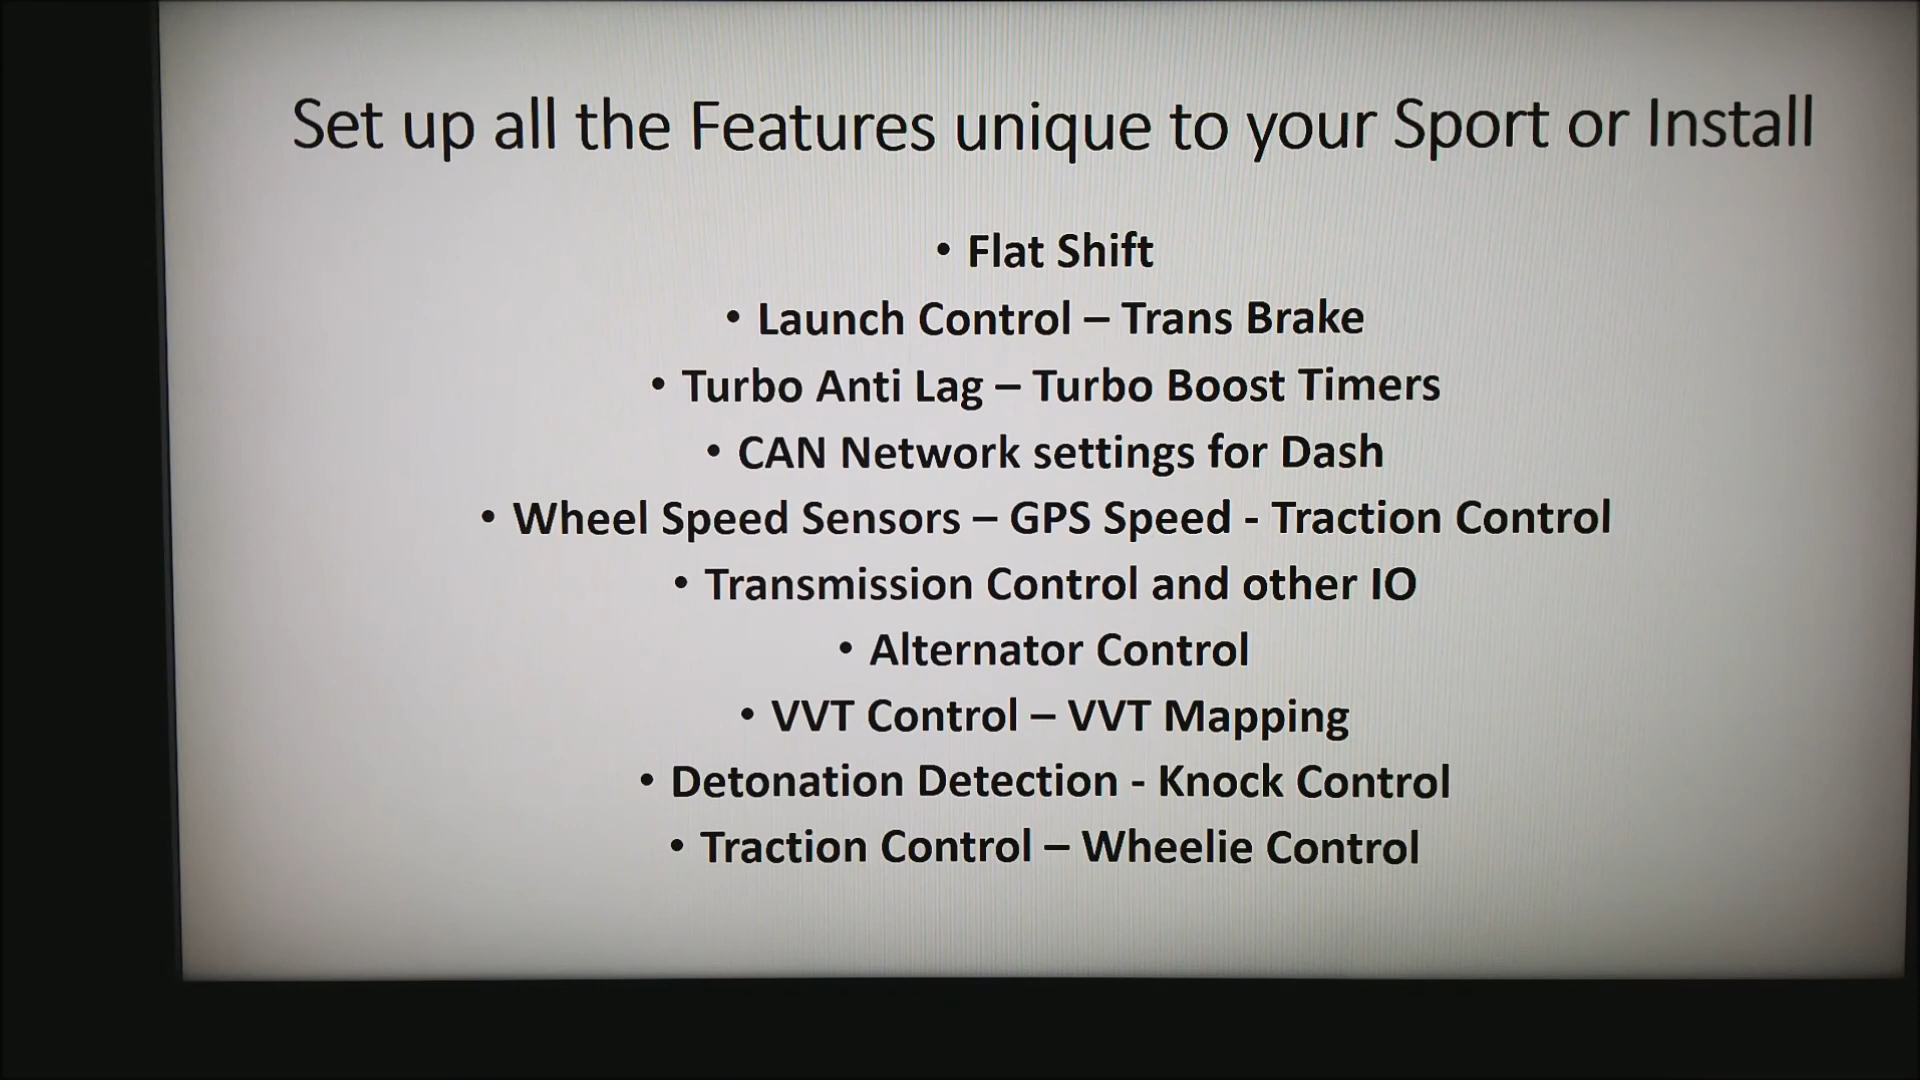 Set up all the Features unique to your Sport or Install
• Flat Shift
• Launch Control – Trans Brake
• Turbo Anti Lag – Turbo Boost Timers
• CAN Network settings for Dash
• Wheel Speed Sensors – GPS Speed - Traction Control
• Transmission Control and other IO
• Alternator Control
• VVT Control – VVT Mapping
• Detonation Detection - Knock Control
• Traction Control – Wheelie Control